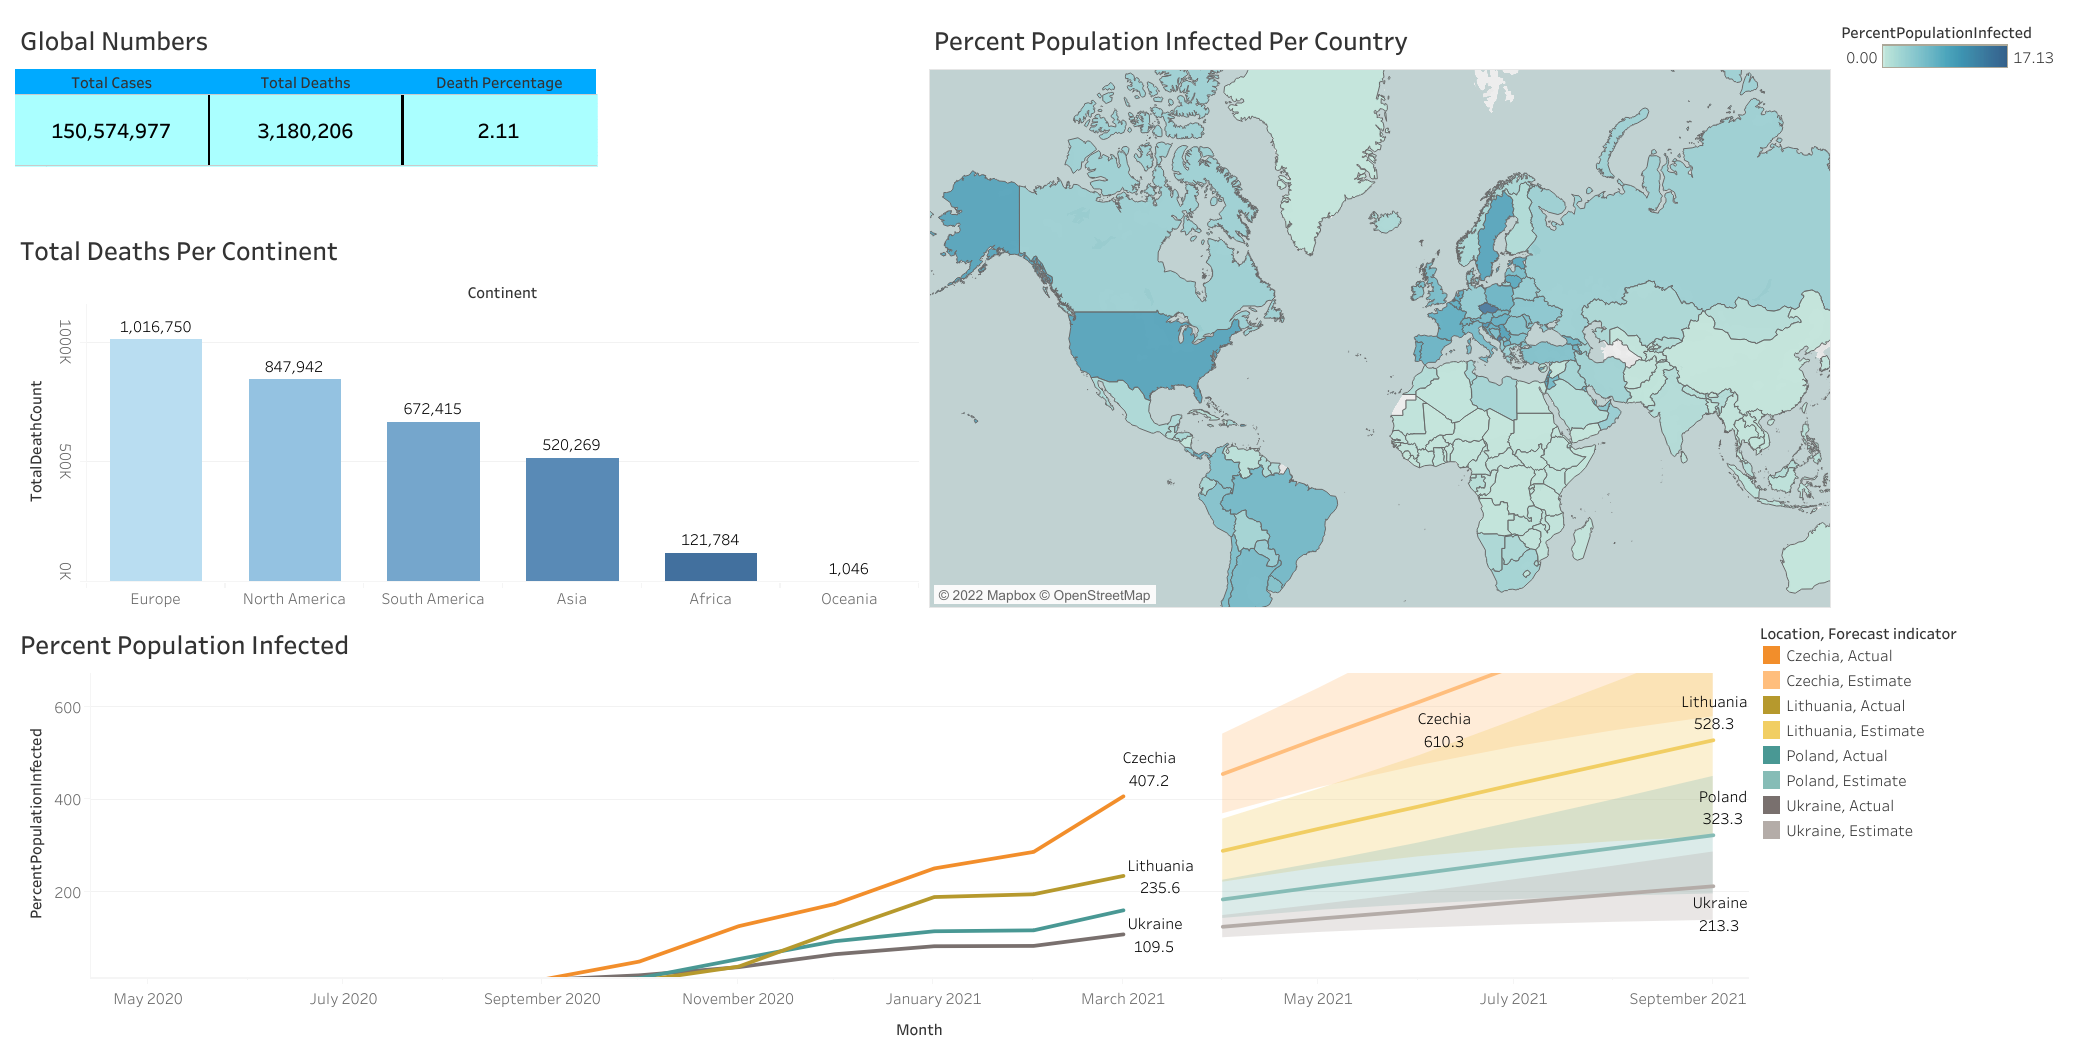 Global Numbers
Total Cases Total Deaths Death Percentage
150,574,977 3,180,206 2.11
Total Deaths Per Continent
Continent
TotalDeathCount
1000K
500K
0K
1,016,750
847,942
672,415
520,269
121,784
1,046
Europe North America South America Asia Africa Oceania
Percent Population Infected Per Country
© 2022 Mapbox © OpenStreetMap
PercentPopulationInfected
0.00 17.13
Percent Population Infected
PercentPopulationInfected
600
400
200
Czechia
407.2
Lithuania
235.6
Ukraine
109.5
Czechia
610.3
Lithuania
528.3
Poland
323.3
Ukraine
213.3
May 2020 July 2020 September 2020 November 2020 January 2021 March 2021 May 2021 July 2021 September 2021
Month
Location, Forecast indicator
Czechia, Actual
Czechia, Estimate
Lithuania, Actual
Lithuania, Estimate
Poland, Actual
Poland, Estimate
Ukraine, Actual
Ukraine, Estimate